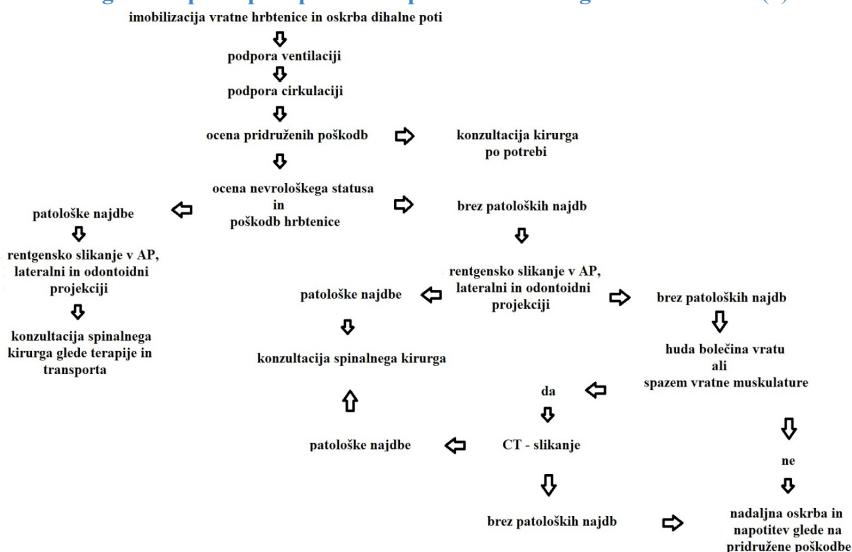 imobilizacija vratne hrbtenice in oskrba dihalne poti
podpora ventilaciji
podpora cirkulaciji
ocena pridruženih poškodb
konzultacija kirurga
po potrebi
ocena nevrološkega statusa
in
poškodb hrbtenice
patološke najdbe
brez patoloških najdb
rentgensko slikanje v AP,
lateralni in odontoidni
projekciji
konzultacija spinalnega
kirurga glede terapije in
transporta
rentgensko slikanje v AP,
lateralni in odontoidni
projekciji
patološke najdbe
brez patoloških najdb
konzultacija spinalnega kirurga
huda bolečina vratu
ali
spazem vratne muskulature
da
CT - slikanje
patološke najdbe
ne
brez patoloških najdb
nadaljna oskrba in
napotitev glede na
pridružene poškodbe